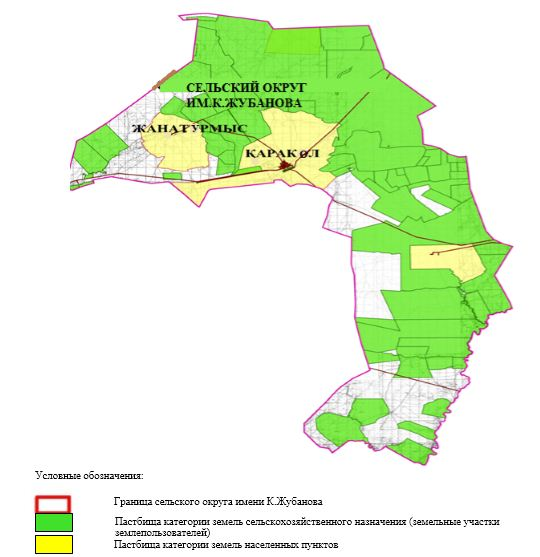 СЕЛЬСКИЙ ОКРУГ
ИМ.К.ЖУБАНОВА
ЖАНАТУРМЫС
КАРАКОЛ
Условные обозначения:
Граница сельского округа имени К.Жубанова
Пастбища категории земель сельскохозяйственного назначения (земельные участки
землепользователей)
Пастбища категории земель населенных пунктов